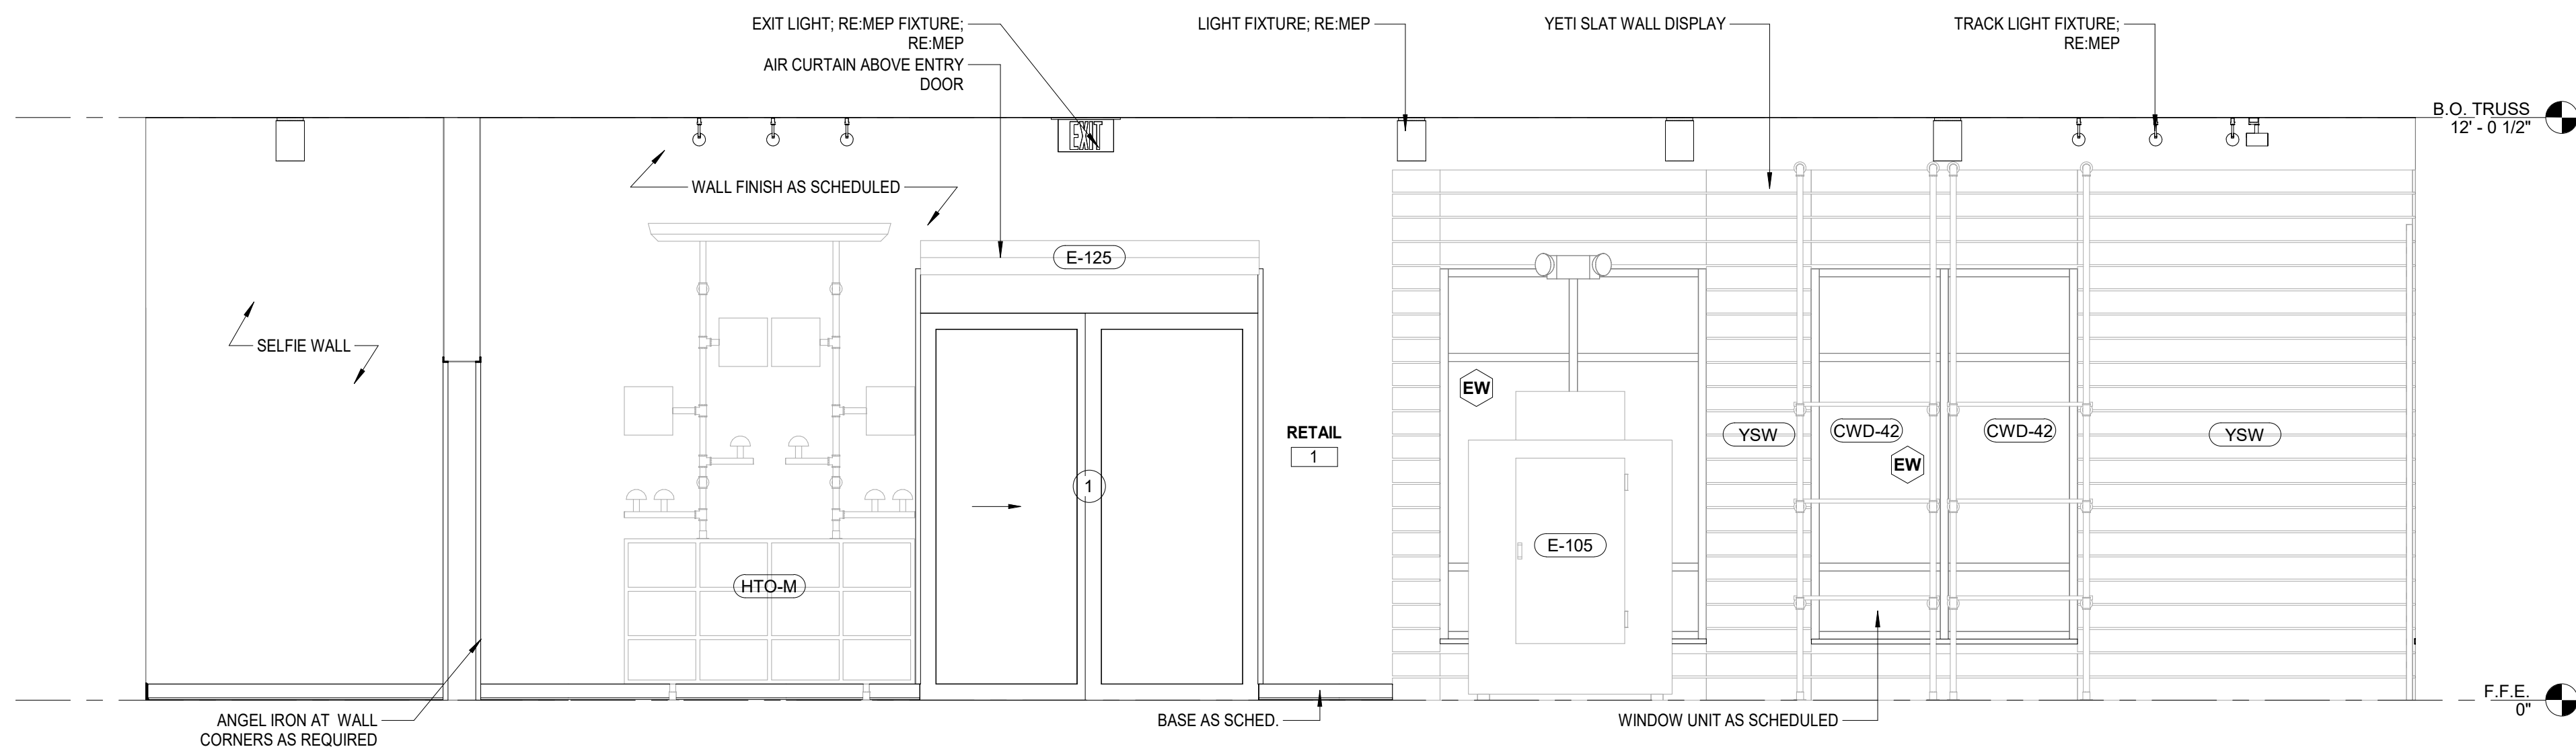 EXIT LIGHT; RE:MEP FIXTURE;
RE:MEP
AIR CURTAIN ABOVE ENTRY
DOOR
LIGHT FIXTURE; RE:MEP
YETI SLAT WALL DISPLAY
TRACK LIGHT FIXTURE;
RE:MEP
B.O. TRUSS
12' - 0 1/2"
EXIT
WALL FINISH AS SCHEDULED
E-125
SELFIE WALL
EW
RETAIL
1
YSW
CWD-42
CWD-42
YSW
EW
1
E-105
HTO-M
F.F.E.
0"
ANGEL IRON AT WALL
CORNERS AS REQUIRED
BASE AS SCHED.
WINDOW UNIT AS SCHEDULED